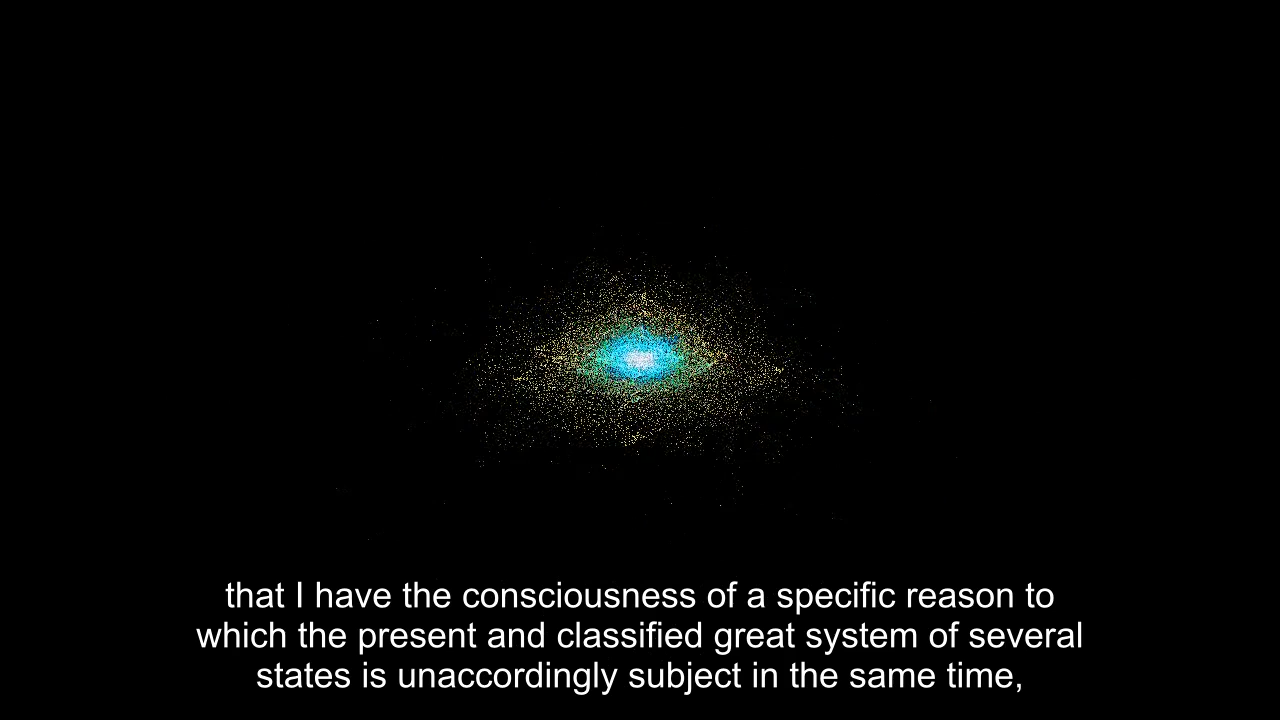 that I have the consciousness of a specific reason to
which the present and classified great system of several
states is unaccordingly subject in the same time,